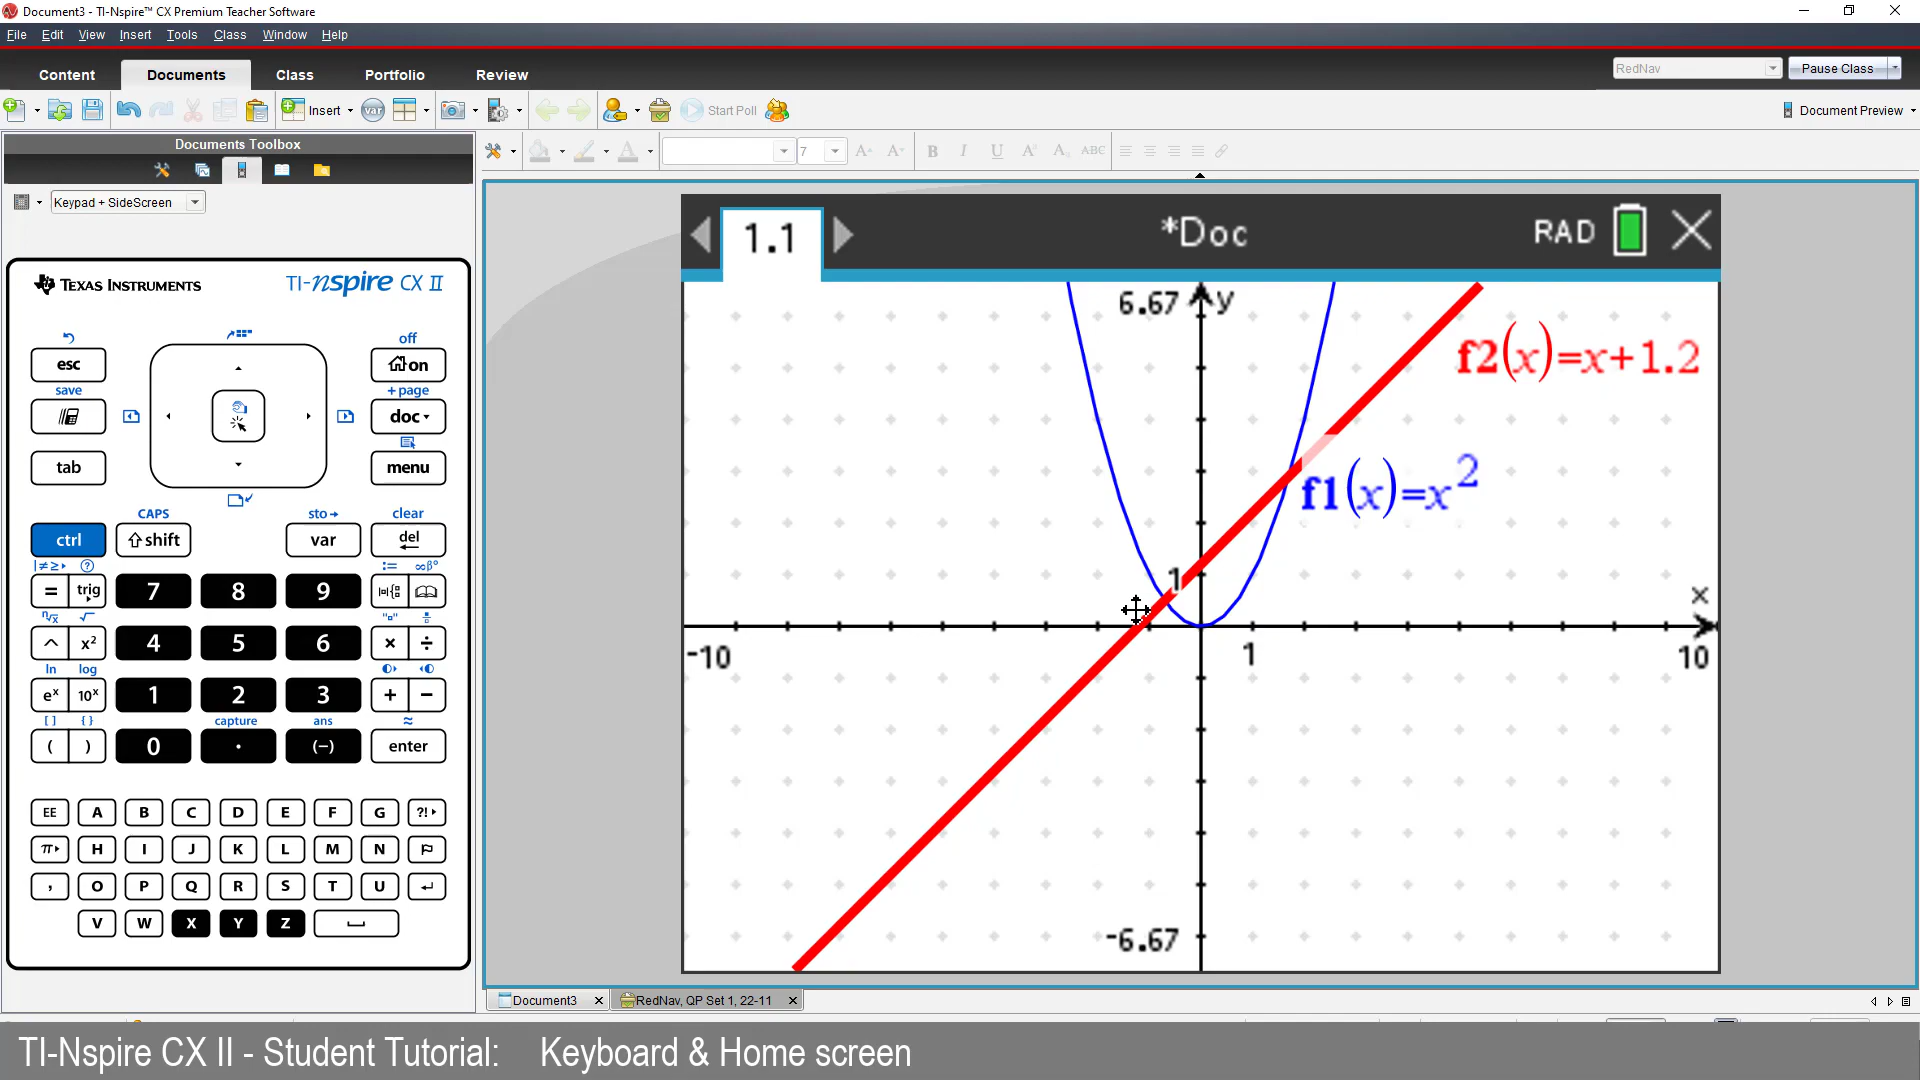 Document3 - TI-Nspire™ CX Premium Teacher Software
File Edit View Insert Tools Class Window Help
Content Documents Class Portfolio Review
RedNav Pause Class
Insert var Start Poll Document Preview
Documents Toolbox
7 A A B I U A A ABC
Keypad + SideScreen
1.1 *Doc RAD
TEXAS INSTRUMENTS TI-nspire CX II
off
esc on
save + page
doc
tab menu
CAPS sto→ clear
ctrl ⇧shift var del
|≠≥▸ ? := ∞β°
= trig 7 8 9
ⁿ√x √ "▫"
^ x² 4 5 6 × ÷
ln log
eˣ 10ˣ 1 2 3 + −
[ ] { } capture ans ≈
( ) 0 . (−) enter
EE A B C D E F G ?!▸
π▸ H I J K L M N
, O P Q R S T U
V W X Y Z
6.67 y
f2(x)=x+1.2
f1(x)=x²
1
x
-10 1 10
-6.67
Document3 RedNav, QP Set 1, 22-11
TI-Nspire CX II - Student Tutorial: Keyboard & Home screen